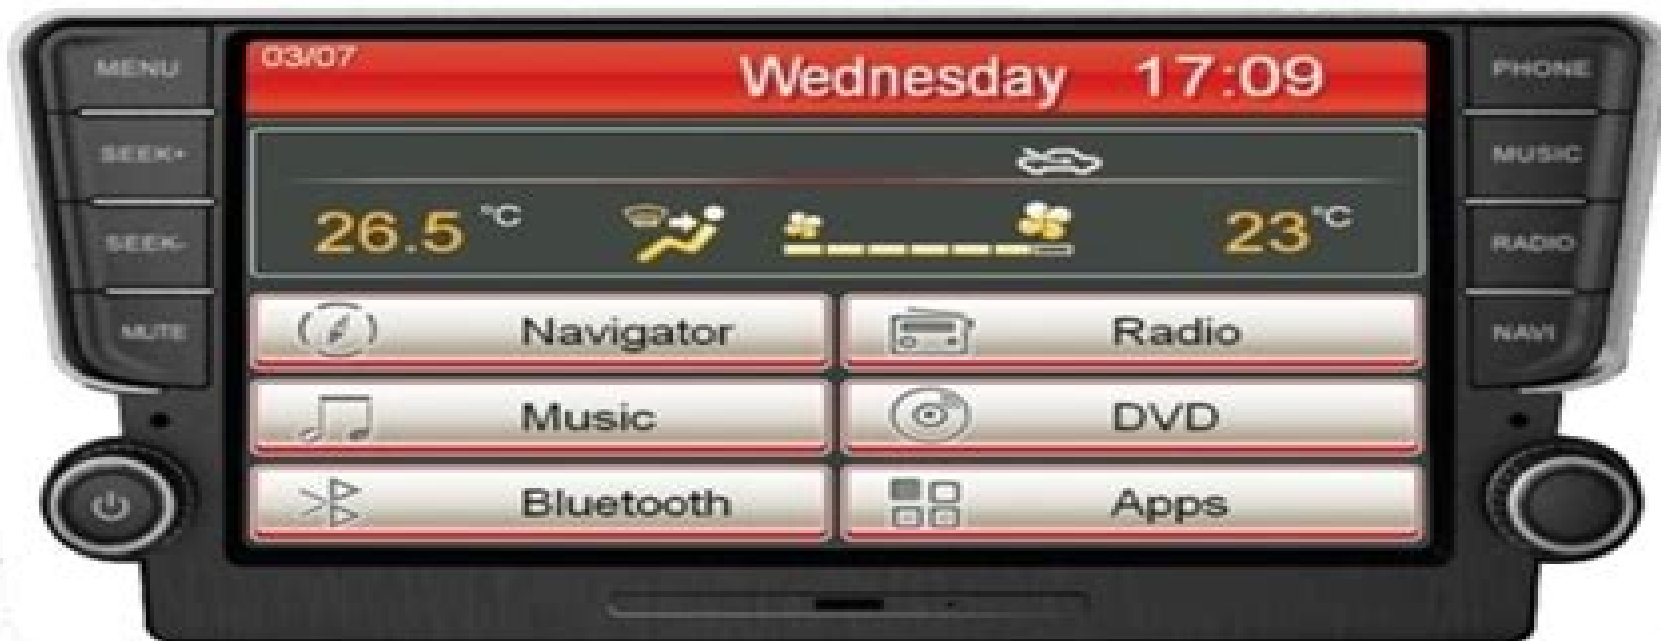 MENU
SEEK+
SEEK-
MUTE
03/07
Wednesday 17:09
26.5 °C
23 °C
Navigator
Radio
Music
DVD
Bluetooth
Apps
PHONE
MUSIC
RADIO
NAVI